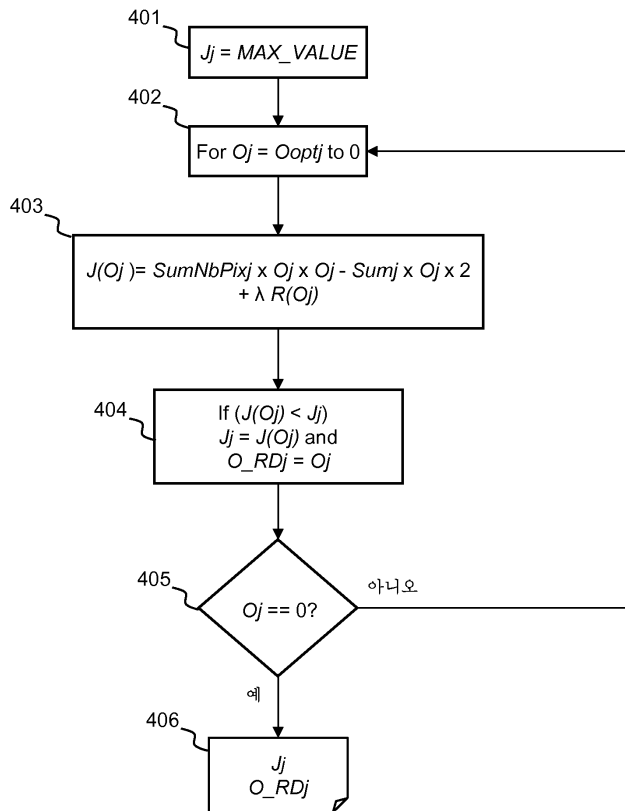 401
Jj = MAX_VALUE
402
For Oj = Ooptj to 0
403
J(Oj )= SumNbPixj x Oj x Oj - Sumj x Oj x 2
+ λ R(Oj)
404
If (J(Oj) < Jj)
Jj = J(Oj) and
O_RDj = Oj
405
Oj == 0?
아니오
예
406
Jj
O_RDj